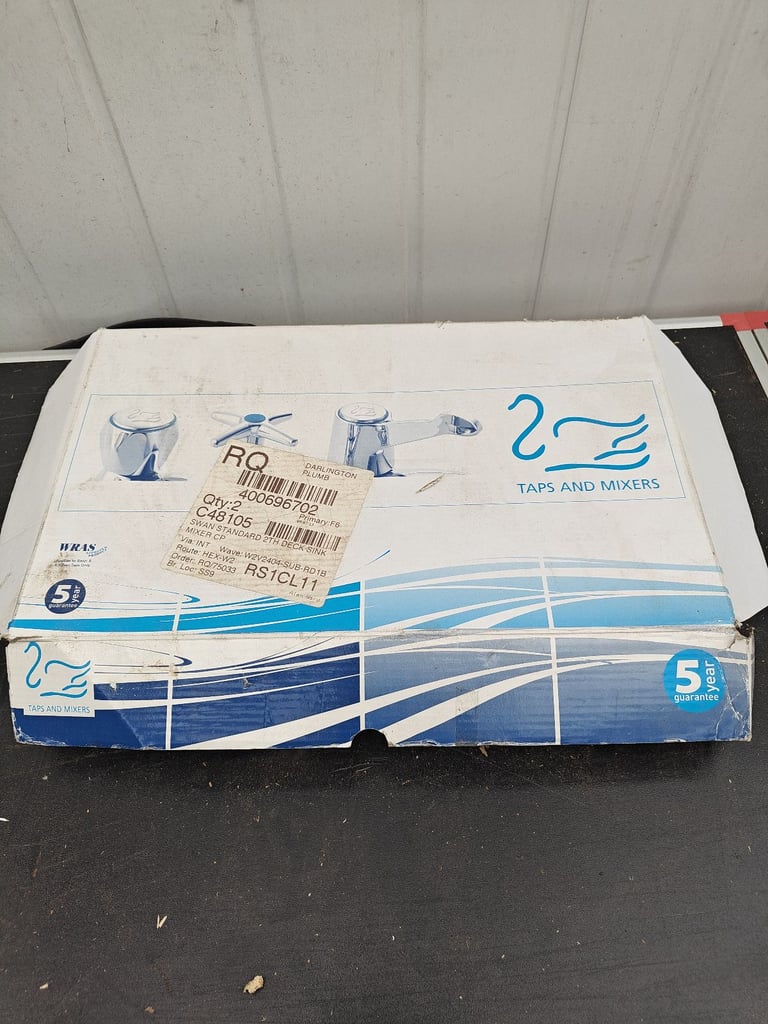 TAPS AND MIXERS
RQ
DARLINGTON
PLUMB
400696702
Qty:2
Primary: F6
C48105
SWAN STANDARD 2TH DECK SINK
MIXER CP
Via: INT Wave: W2V2404-SUB-RD1B
Route: HEX-W2
Order: RQ/75033
Br. Loc: SS9
RS1CL11
WRAS
5 year
guarantee
TAPS AND MIXERS
5 year
guarantee